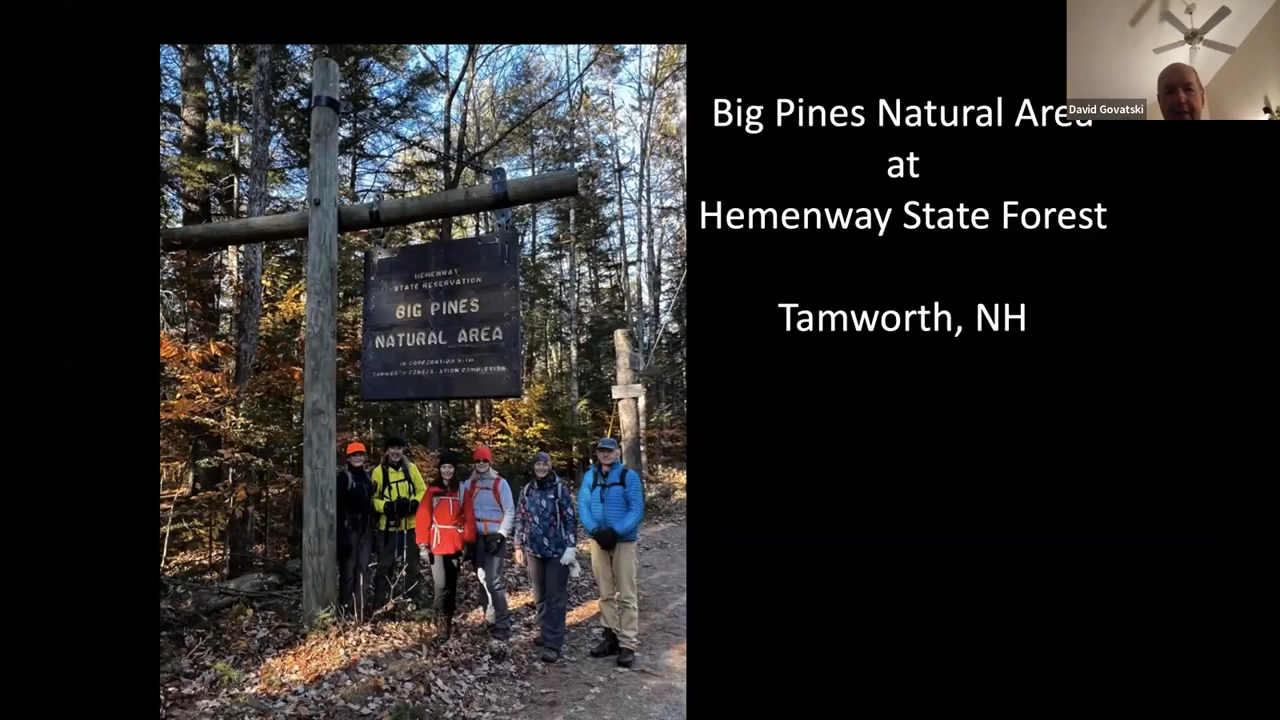 Big Pines Natural Area
at
Hemenway State Forest
Tamworth, NH
David Govatski
HEMENWAY
STATE RESERVATION
BIG PINES
NATURAL AREA
IN COOPERATION WITH
TAMWORTH CONSERVATION COMMISSION